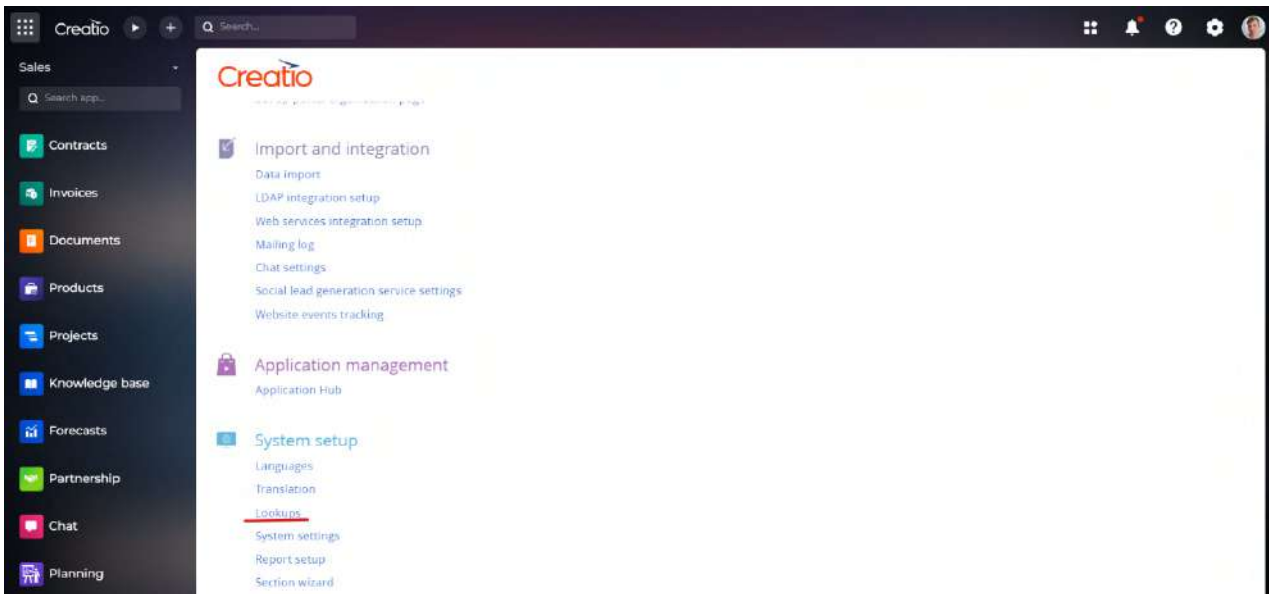 Creatio
Search...
Sales
Search app...
Contracts
Invoices
Documents
Products
Projects
Knowledge base
Forecasts
Partnership
Chat
Planning
Creatio
Import and integration
Data import
LDAP integration setup
Web services integration setup
Mailing log
Chat settings
Social lead generation service settings
Website events tracking
Application management
Application Hub
System setup
Languages
Translation
Lookups
System settings
Report setup
Section wizard